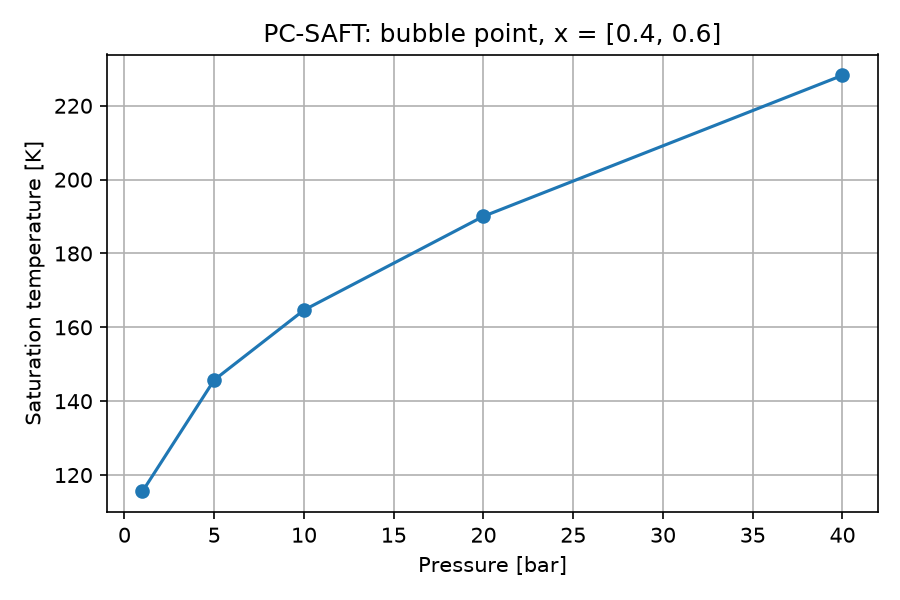 PC-SAFT: bubble point, x = [0.4, 0.6]
Saturation temperature [K]
220
200
180
160
140
120
0 5 10 15 20 25 30 35 40
Pressure [bar]